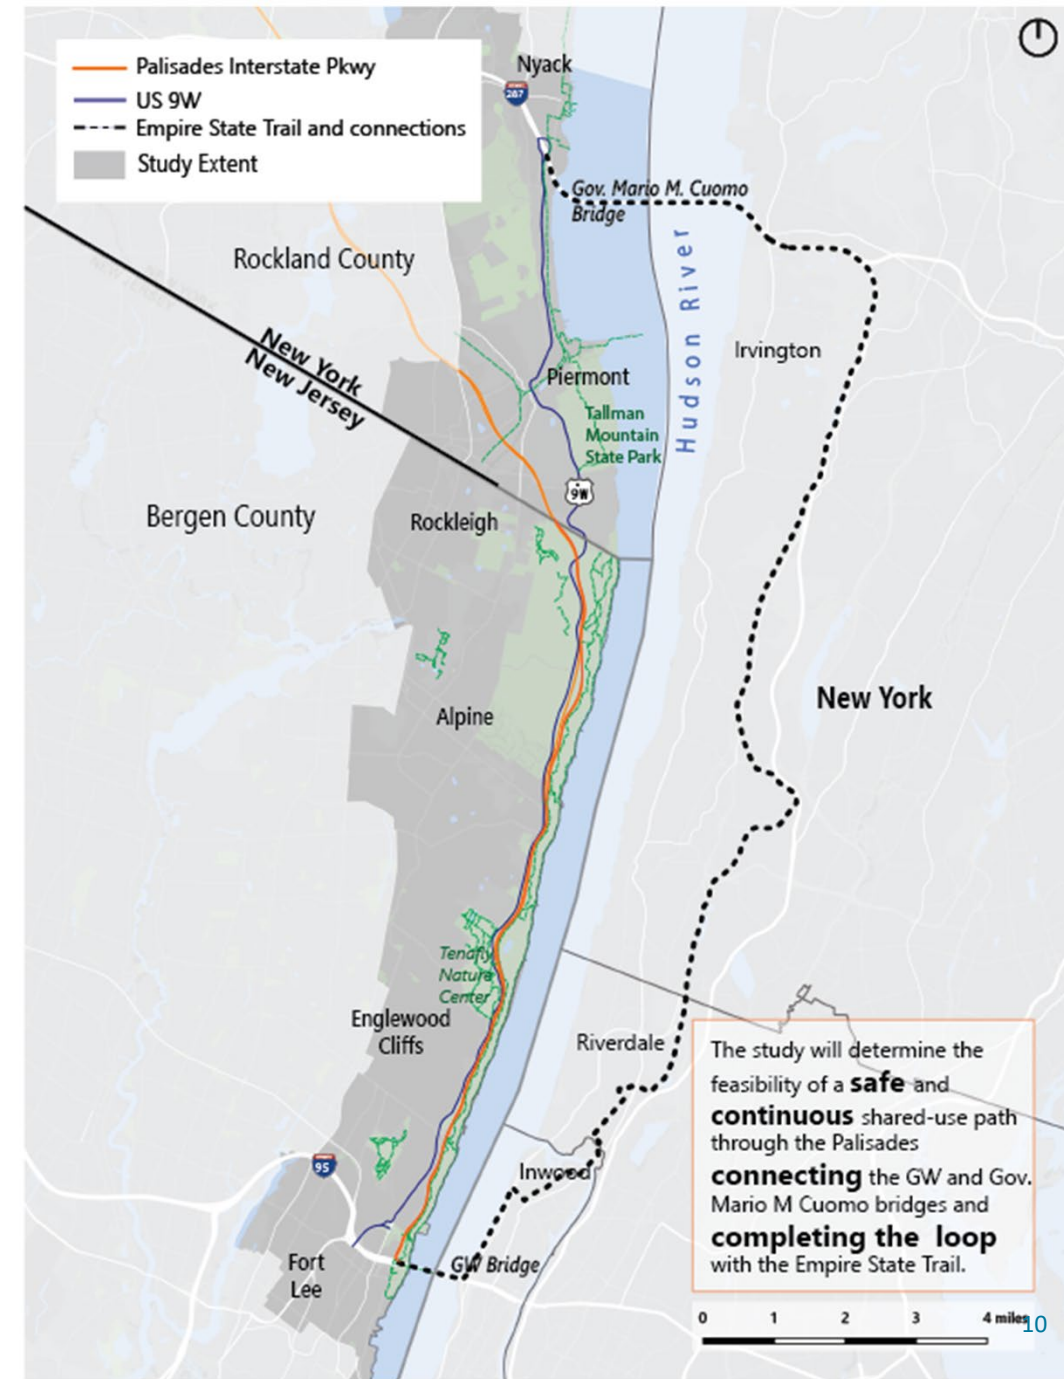 Palisades Interstate Pkwy
US 9W
Empire State Trail and connections
Study Extent
Nyack
INTERSTATE
287
Gov. Mario M. Cuomo
Bridge
Rockland County
Hudson River
New York
New Jersey
Irvington
Piermont
Tallman
Mountain
State Park
9W
Bergen County
Rockleigh
Alpine
New York
Tenafly
Nature
Center
Englewood
Cliffs
Riverdale
Inwood
95
Fort
Lee
GW Bridge
The study will determine the
feasibility of a safe and
continuous shared-use path
through the Palisades
connecting the GW and Gov.
Mario M Cuomo bridges and
completing the loop
with the Empire State Trail.
0 1 2 3 4 miles
10